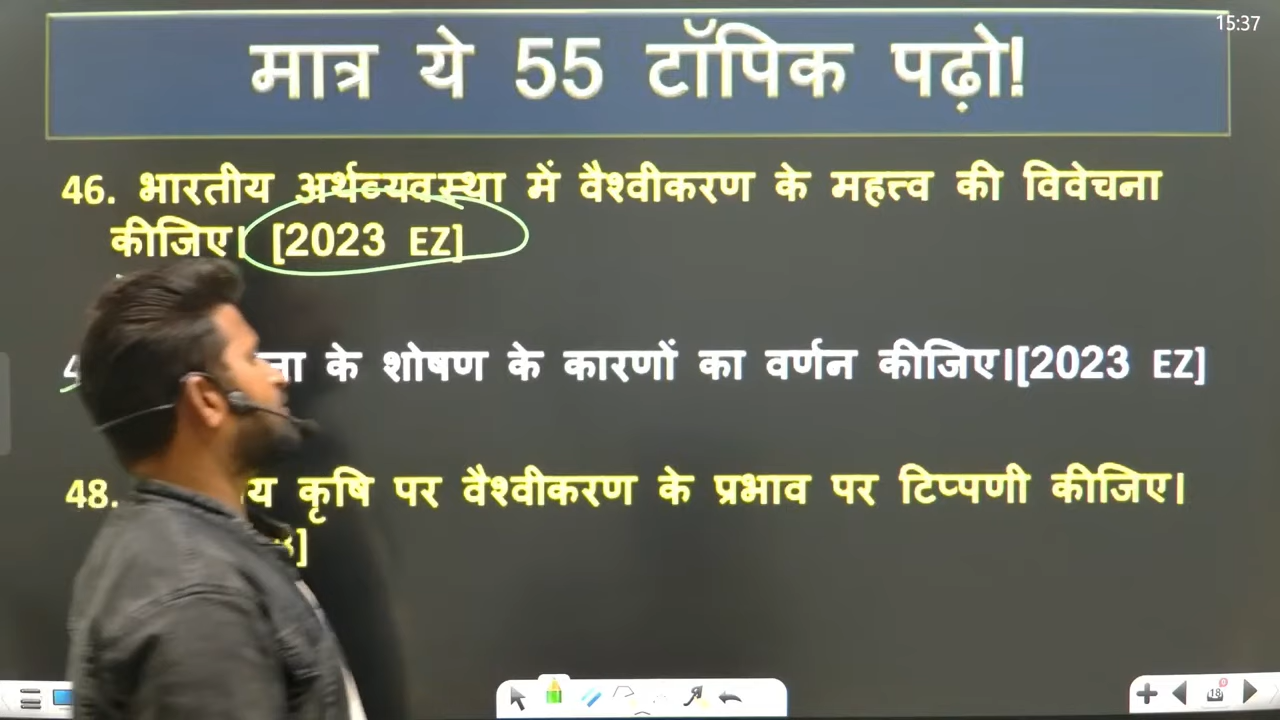 15:37
मात्र ये 55 टॉपिक पढ़ो!
46. भारतीय अर्थव्यवस्था में वैश्वीकरण के महत्त्व की विवेचना
कीजिए। [2023 EZ]
के शोषण के कारणों का वर्णन कीजिए।[2023 EZ]
48. कृषि पर वैश्वीकरण के प्रभाव पर टिप्पणी कीजिए।
18